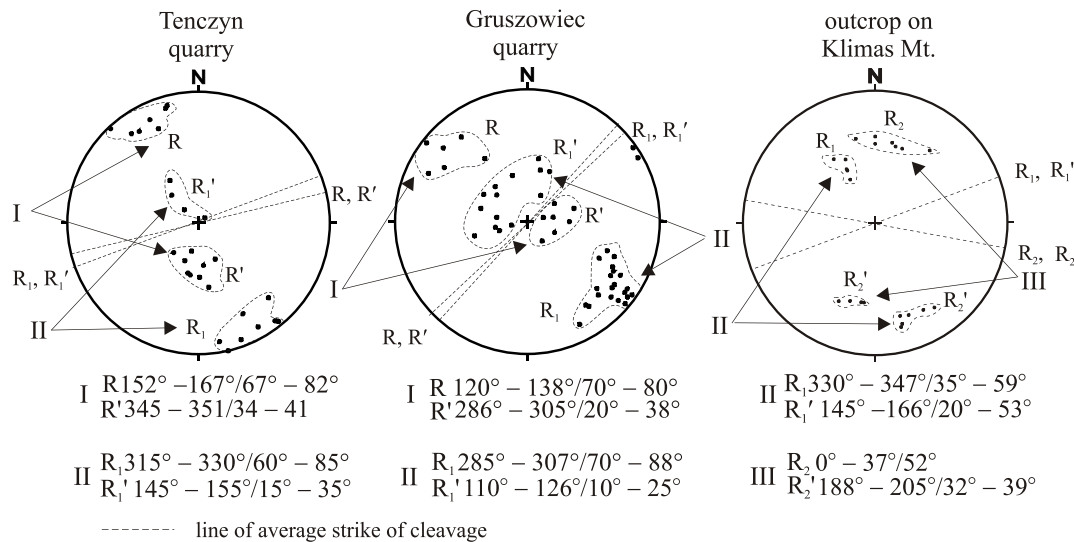 Tenczyn
quarry
N
R
R₁'
R, R'
I
R₁, R₁'
R'
II
R₁
I R152° –167°/67° – 82°
R'345 – 351/34 – 41
II R₁315° – 330°/60° – 85°
R₁'145° – 155°/15° – 35°
Gruszowiec
quarry
N
R
R₁'
R₁, R₁'
R'
II
I
R₁
R, R'
I R 120° – 138°/70° – 80°
R'286° – 305°/20° – 38°
II R₁285° – 307°/70° – 88°
R₁'110° – 126°/10° – 25°
outcrop on
Klimas Mt.
N
R₂
R₁
R₁, R₁'
R₂, R₂
III
R₂'
R₂'
II
II R₁330° – 347°/35° – 59°
R₁' 145° –166°/20° – 53°
III R₂ 0° – 37°/52°
R₂'188° – 205°/32° – 39°
line of average strike of cleavage